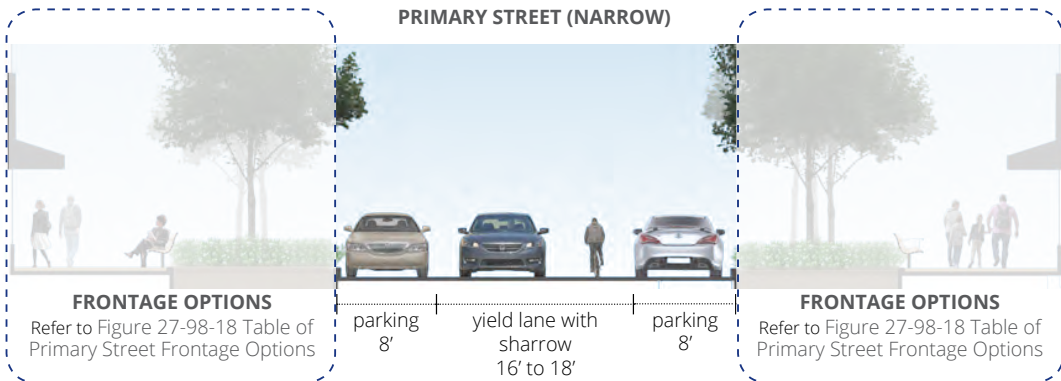 PRIMARY STREET (NARROW)
FRONTAGE OPTIONS
Refer to Figure 27-98-18 Table of
Primary Street Frontage Options
parking
8’
yield lane with
sharrow
16’ to 18’
parking
8’
FRONTAGE OPTIONS
Refer to Figure 27-98-18 Table of
Primary Street Frontage Options